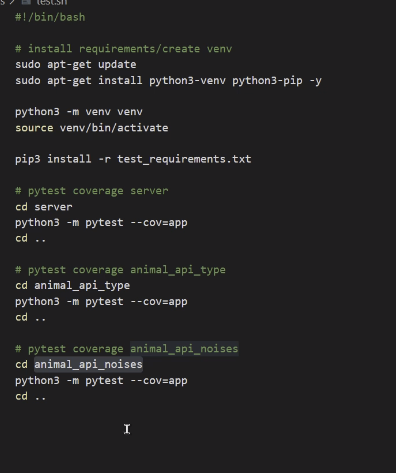 s > test.sh
#!/bin/bash
# install requirements/create venv
sudo apt-get update
sudo apt-get install python3-venv python3-pip -y
python3 -m venv venv
source venv/bin/activate
pip3 install -r test_requirements.txt
# pytest coverage server
cd server
python3 -m pytest --cov=app
cd ..
# pytest coverage animal_api_type
cd animal_api_type
python3 -m pytest --cov=app
cd ..
# pytest coverage animal_api_noises
cd animal_api_noises
python3 -m pytest --cov=app
cd ..